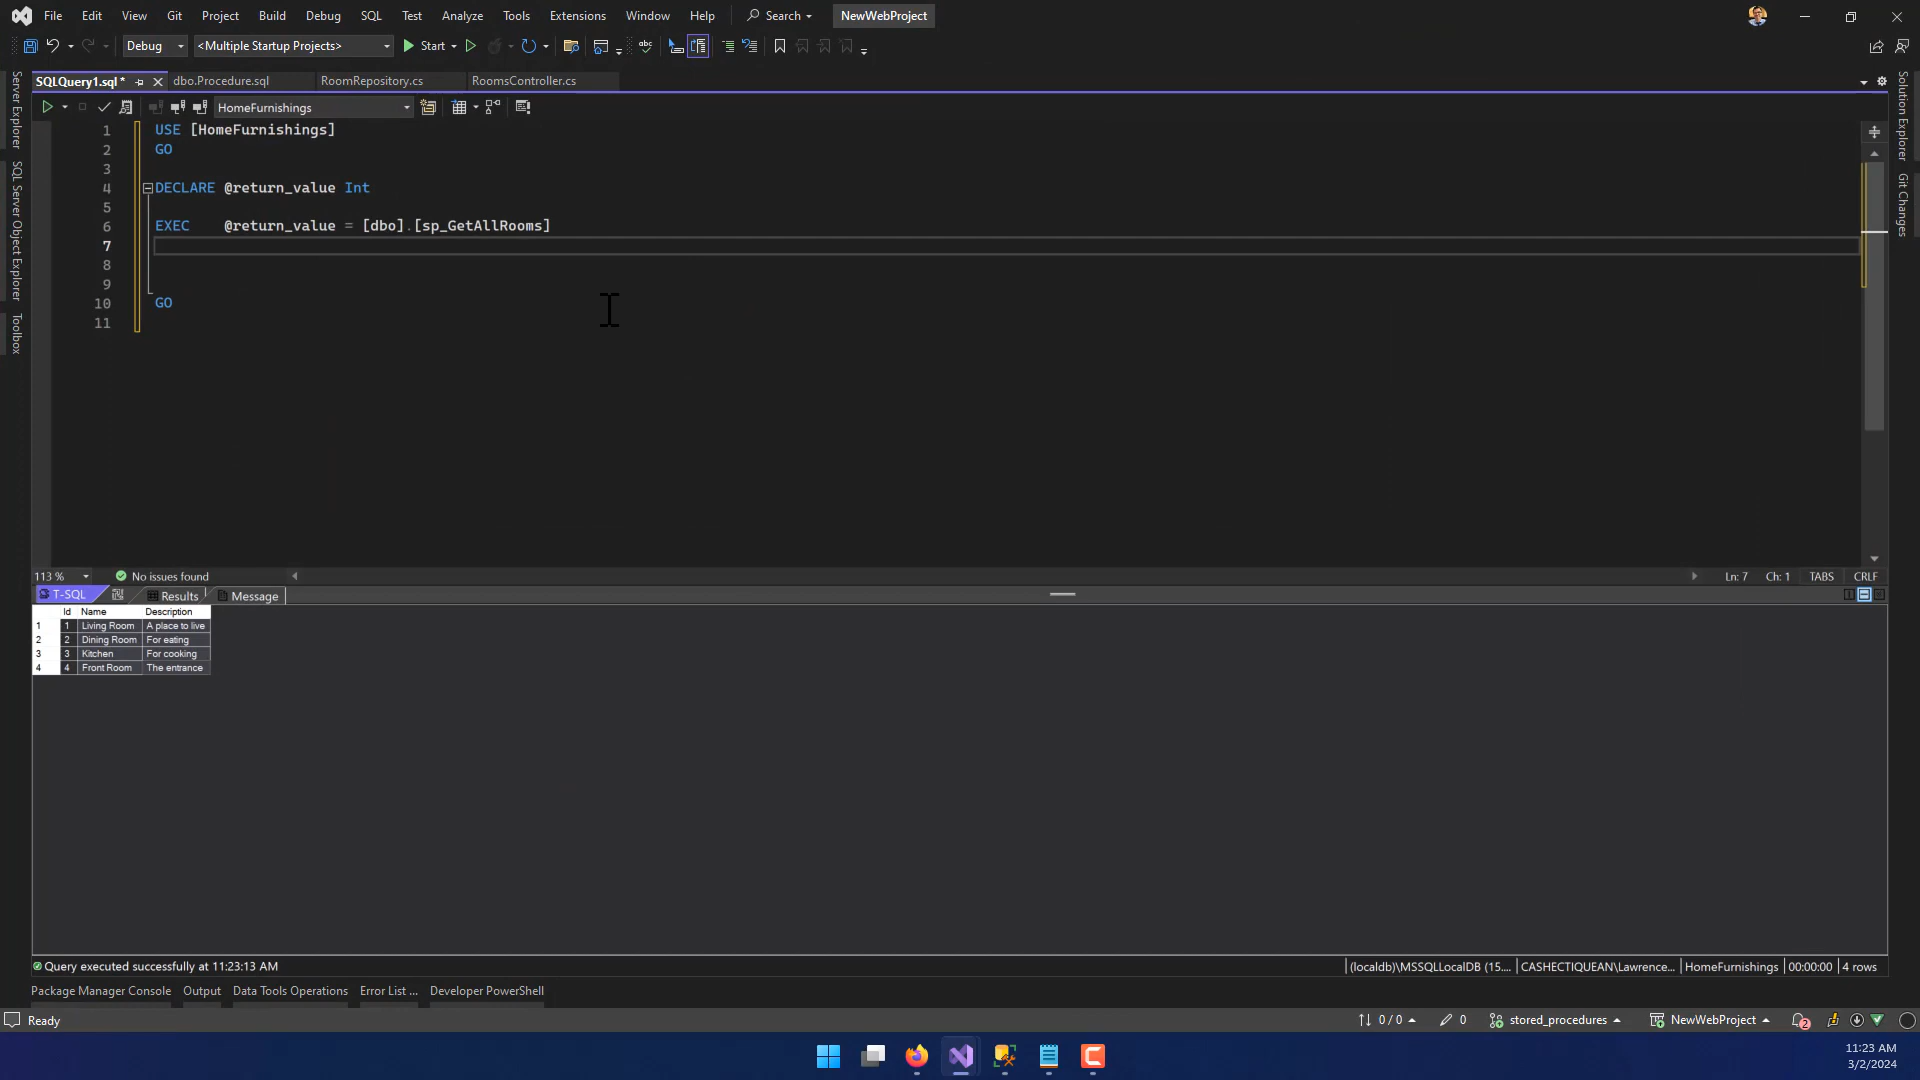 File Edit View Git Project Build Debug SQL Test Analyze Tools Extensions Window Help Search NewWebProject
Debug <Multiple Startup Projects> Start
SQLQuery1.sql * dbo.Procedure.sql RoomRepository.cs RoomsController.cs
HomeFurnishings
1 USE [HomeFurnishings]
2 GO
3
4 DECLARE @return_value Int
5
6 EXEC @return_value = [dbo].[sp_GetAllRooms]
7
8
9
10 GO
11
Server Explorer
SQL Server Object Explorer
Toolbox
Solution Explorer
Git Changes
113 % No issues found Ln: 7 Ch: 1 TABS CRLF
T-SQL Results Message
Id Name Description
1 1 Living Room A place to live
2 2 Dining Room For eating
3 3 Kitchen For cooking
4 4 Front Room The entrance
Query executed successfully at 11:23:13 AM (localdb)\MSSQLLocalDB (15.... CASHECTIQUEAN\Lawrence... HomeFurnishings 00:00:00 4 rows
Package Manager Console Output Data Tools Operations Error List ... Developer PowerShell
Ready 0 / 0 0 stored_procedures NewWebProject 2
11:23 AM
3/2/2024